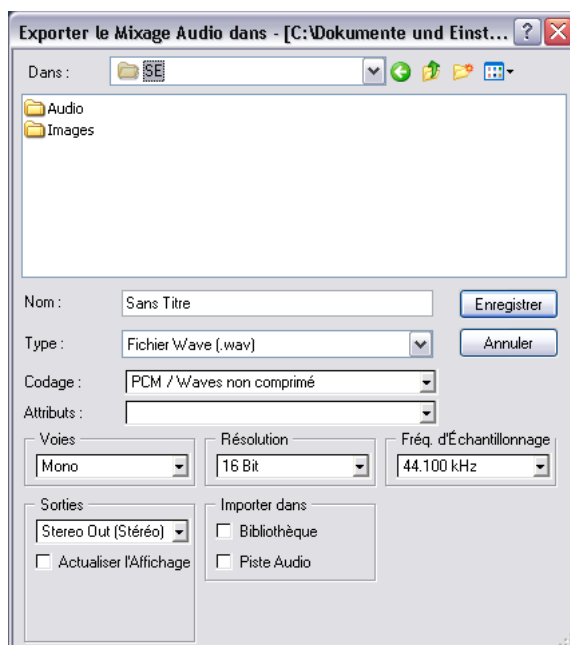 Exporter le Mixage Audio dans - [C:\Dokumente und Einst...
Dans :
SE
Audio
Images
Nom :
Sans Titre
Enregistrer
Type :
Fichier Wave (.wav)
Annuler
Codage :
PCM / Waves non comprimé
Attributs :
Voies
Résolution
Fréq. d'Échantillonnage
Mono
16 Bit
44.100 kHz
Sorties
Importer dans
Stereo Out (Stéréo)
Bibliothèque
Actualiser l'Affichage
Piste Audio